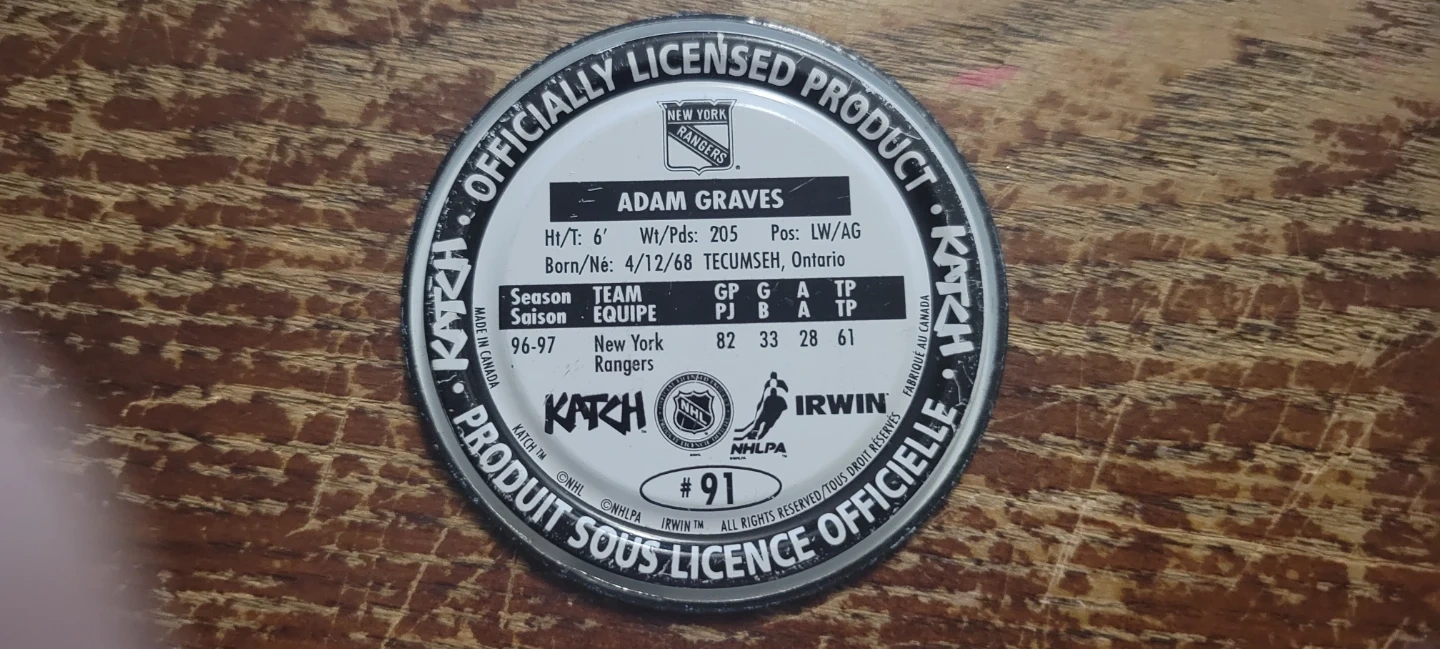 OFFICIALLY LICENSED PRODUCT
NEW YORK
RANGERS
ADAM GRAVES
Ht/T: 6' Wt/Pds: 205 Pos: LW/AG
Born/Né: 4/12/68 TECUMSEH, Ontario
Season TEAM GP G A TP
Saison EQUIPE PJ B A TP
96-97 New York 82 33 28 61
Rangers
KATCH NHL NHLPA IRWIN
#91
MADE IN CANADA
KATCH™ ©NHL ©NHLPA IRWIN™ ALL RIGHTS RESERVED/TOUS DROIT RÉSERVÉS
FABRIQUÉ AU CANADA
• KATCH •
PRODUIT SOUS LICENCE OFFICIELLE
• KATCH •